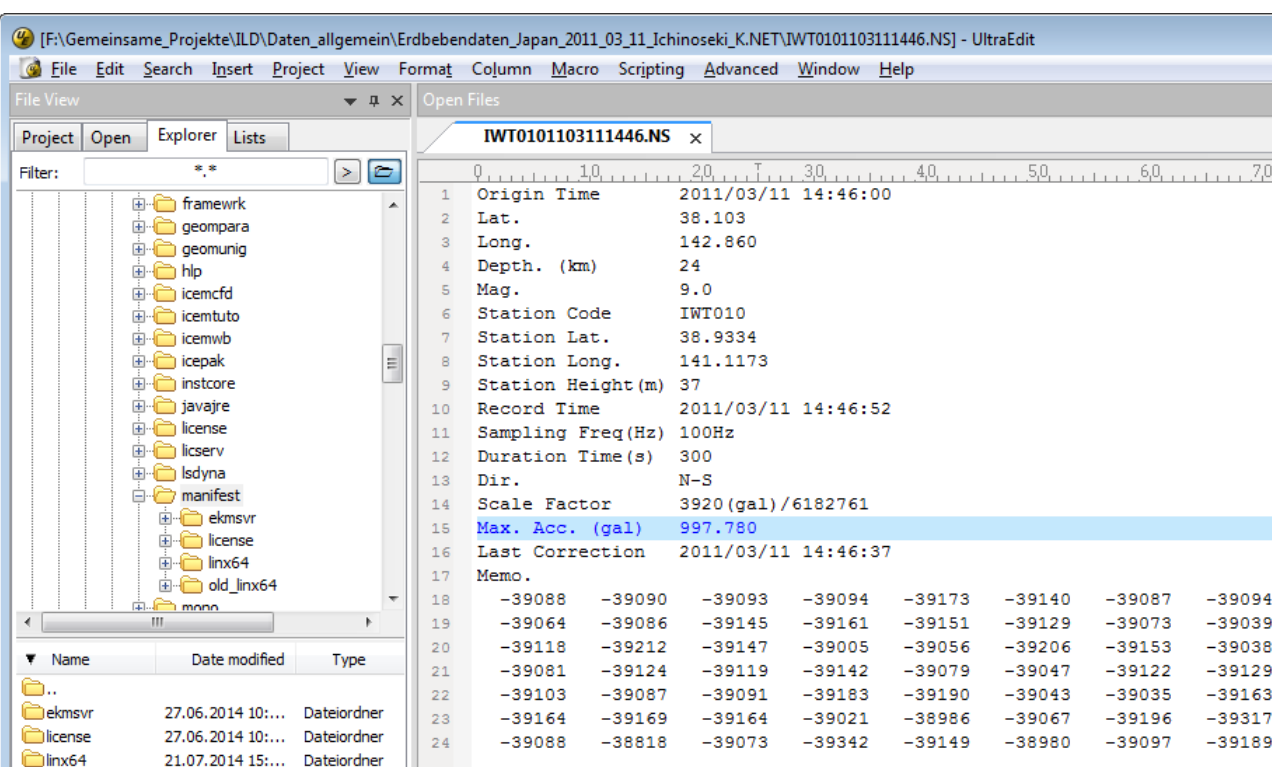 [F:\Gemeinsame_Projekte\ILD\Daten_allgemein\Erdbebendaten_Japan_2011_03_11_Ichinoseki_K.NET\IWT0101103111446.NS] - UltraEdit
File Edit Search Insert Project View Format Column Macro Scripting Advanced Window Help
File View
Project Open Explorer Lists
Filter: *.* >
framewrk
geompara
geomunig
hlp
icemcfd
icemtuto
icemwb
icepak
instcore
javajre
license
licserv
lsdyna
manifest
ekmsvr
license
linx64
old_linx64
mono
Name Date modified Type
..
ekmsvr 27.06.2014 10:... Dateiordner
license 27.06.2014 10:... Dateiordner
linx64 21.07.2014 15:... Dateiordner
Open Files
IWT0101103111446.NS x
0 10 20 30 40 50 60 70
1 Origin Time 2011/03/11 14:46:00
2 Lat. 38.103
3 Long. 142.860
4 Depth. (km) 24
5 Mag. 9.0
6 Station Code IWT010
7 Station Lat. 38.9334
8 Station Long. 141.1173
9 Station Height(m) 37
10 Record Time 2011/03/11 14:46:52
11 Sampling Freq(Hz) 100Hz
12 Duration Time(s) 300
13 Dir. N-S
14 Scale Factor 3920(gal)/6182761
15 Max. Acc. (gal) 997.780
16 Last Correction 2011/03/11 14:46:37
17 Memo.
18 -39088 -39090 -39093 -39094 -39173 -39140 -39087 -39094
19 -39064 -39086 -39145 -39161 -39151 -39129 -39073 -39039
20 -39118 -39212 -39147 -39005 -39056 -39206 -39153 -39038
21 -39081 -39124 -39119 -39142 -39079 -39047 -39122 -39129
22 -39103 -39087 -39091 -39183 -39190 -39043 -39035 -39163
23 -39164 -39169 -39164 -39021 -38986 -39067 -39196 -39317
24 -39088 -38818 -39073 -39342 -39149 -38980 -39097 -39189